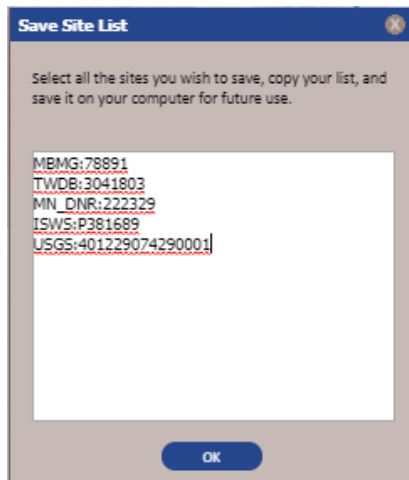 Save Site List
Select all the sites you wish to save, copy your list, and
save it on your computer for future use.
MBMG:78891
TWDB:3041803
MN_DNR:222329
ISWS:P381689
USGS:401229074290001
OK